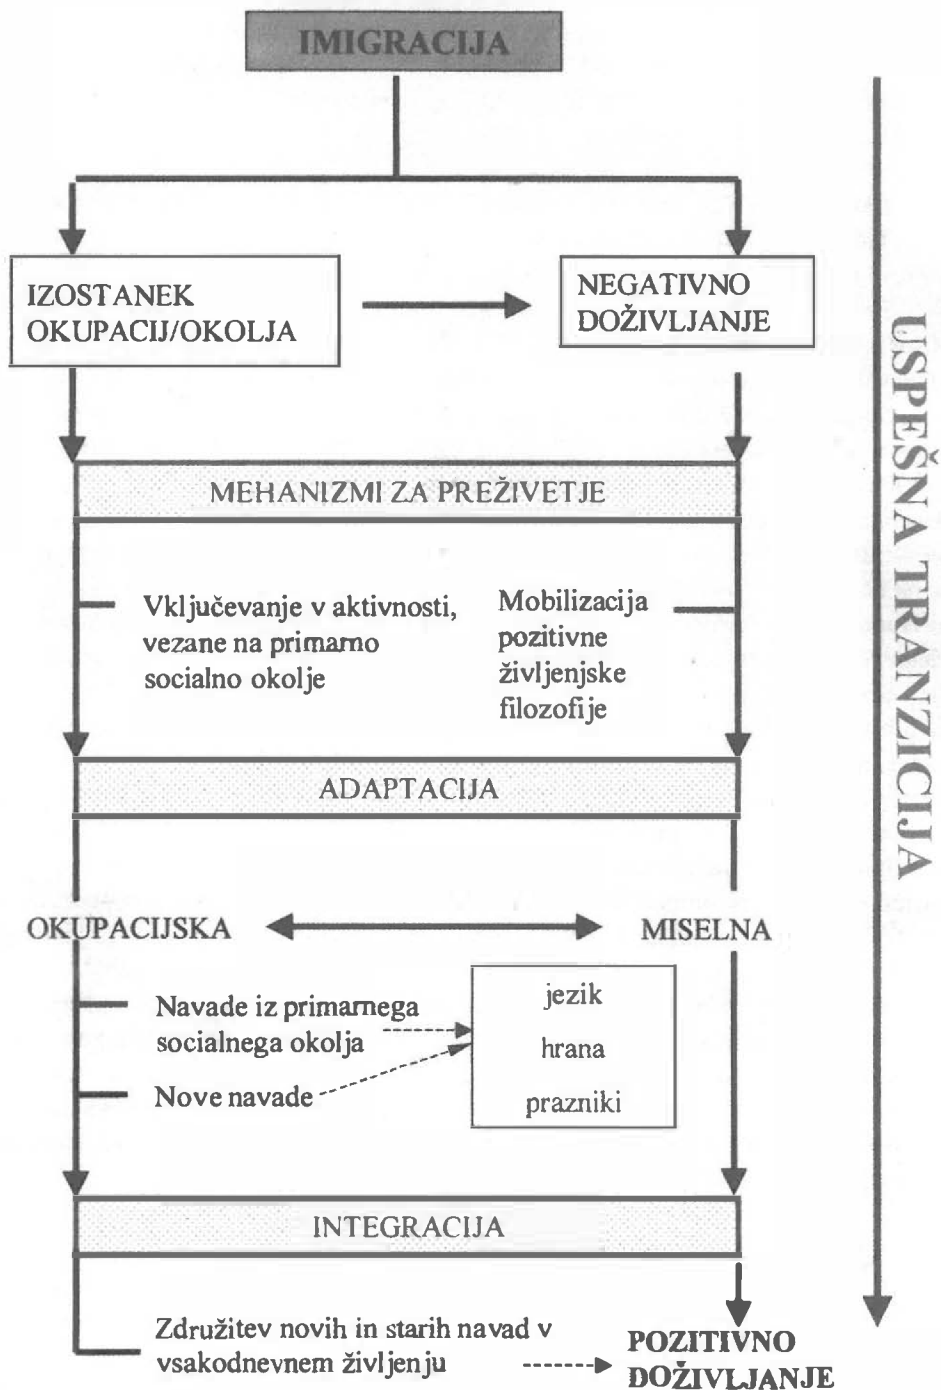 IMIGRACIJA
IZOSTANEK
OKUPACIJ/OKOLJA
NEGATIVNO
DOŽIVLJANJE
MEHANIZMI ZA PREŽIVETJE
Vključevanje v aktivnosti,
vezane na primarno
socialno okolje
Mobilizacija
pozitivne
življenjske
filozofije
ADAPTACIJA
OKUPACIJSKA
MISELNA
Navade iz primarnega
socialnega okolja
Nove navade
jezik
hrana
prazniki
INTEGRACIJA
Združitev novih in starih navad v
vsakodnevnem življenju
POZITIVNO
DOŽIVLJANJE
USPEŠNA TRANZICIJA